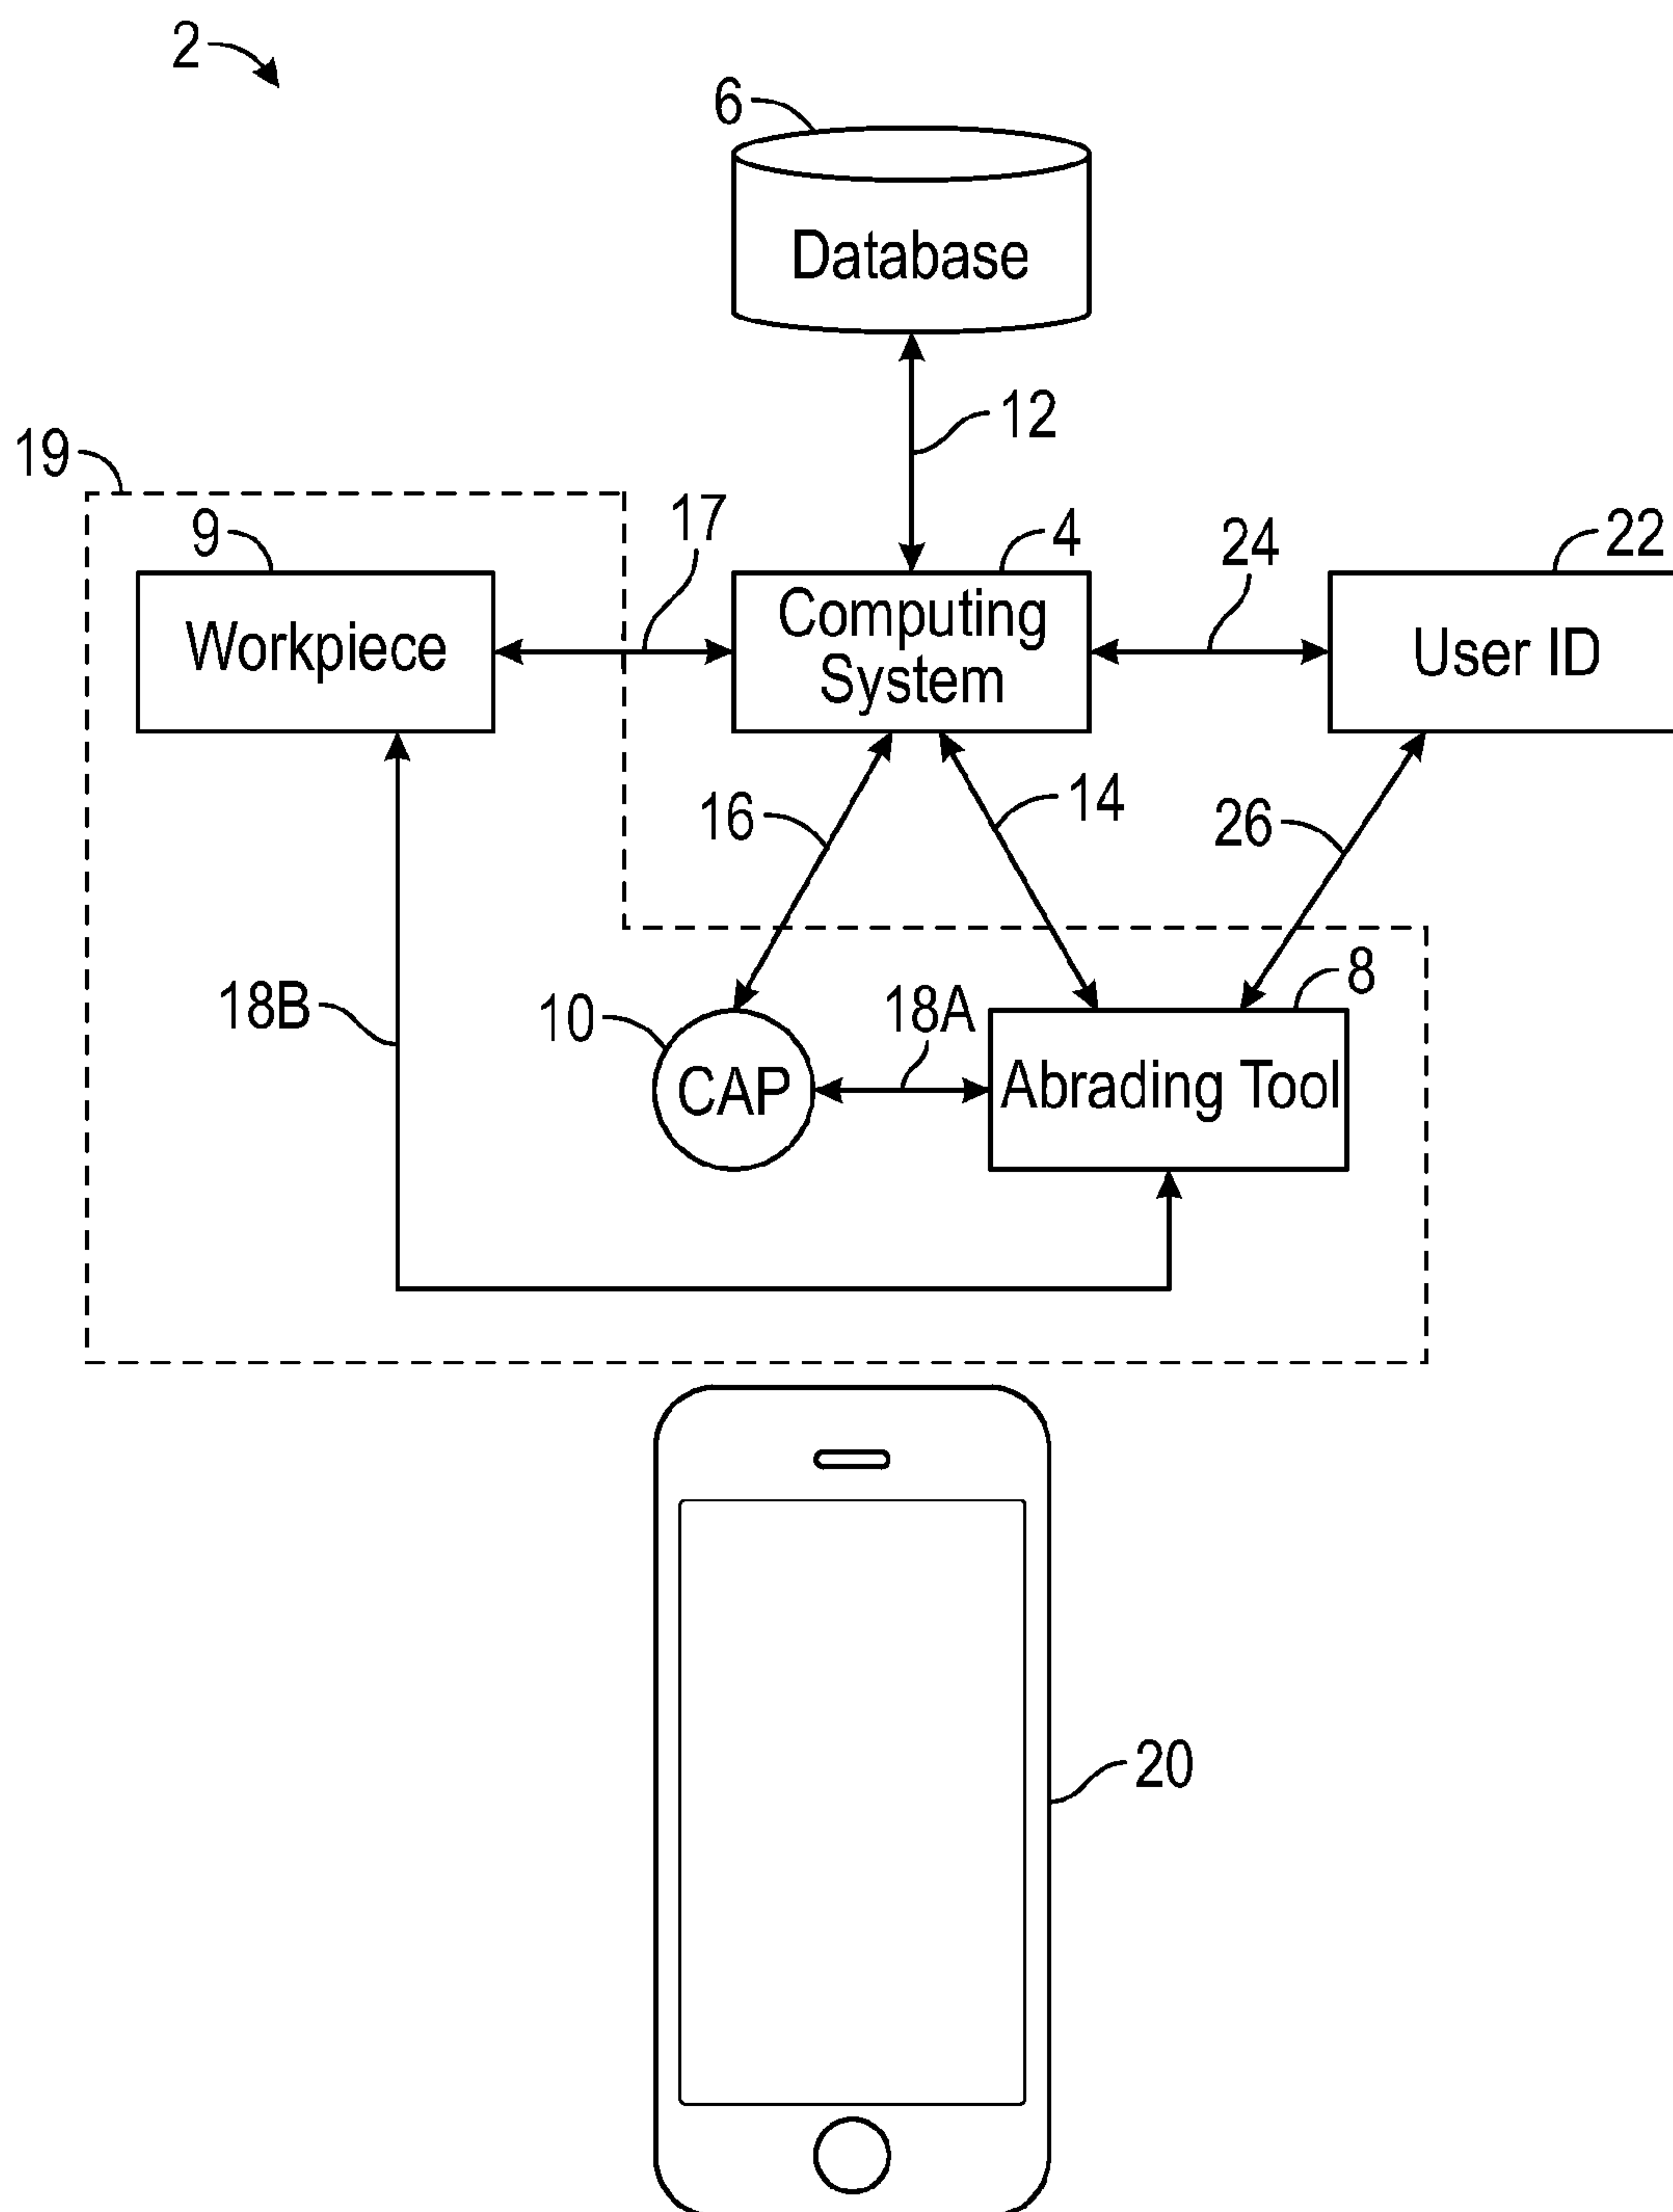 2
6
Database
12
19
9
17
4
24
22
Workpiece
Computing
System
User ID
16
14
26
18B
10
18A
8
CAP
Abrading Tool
20